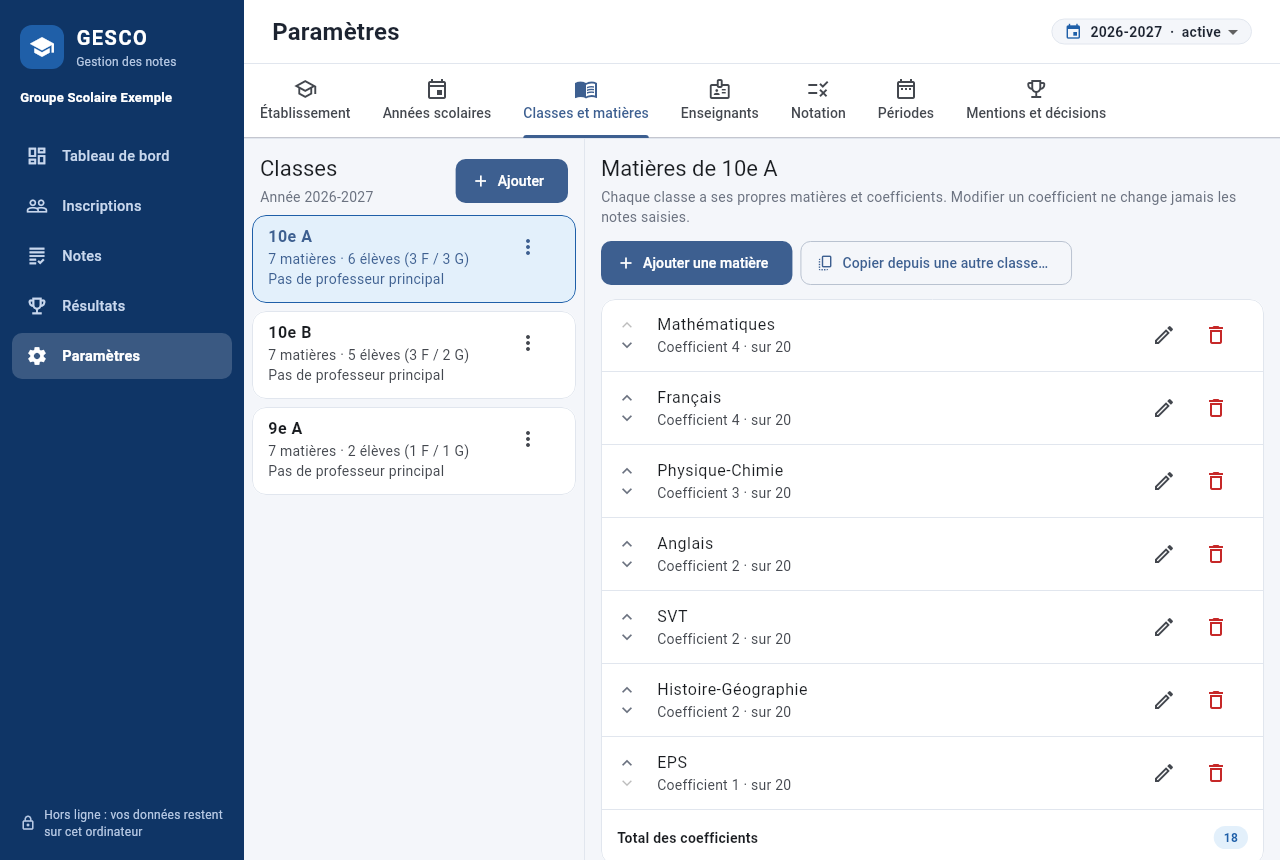 GESCO
Gestion des notes
Groupe Scolaire Exemple
Tableau de bord
Inscriptions
Notes
Résultats
Paramètres
Hors ligne : vos données restent
sur cet ordinateur
Paramètres
2026-2027 · active
Établissement
Années scolaires
Classes et matières
Enseignants
Notation
Périodes
Mentions et décisions
Classes
Année 2026-2027
Ajouter
10e A
7 matières · 6 élèves (3 F / 3 G)
Pas de professeur principal
10e B
7 matières · 5 élèves (3 F / 2 G)
Pas de professeur principal
9e A
7 matières · 2 élèves (1 F / 1 G)
Pas de professeur principal
Matières de 10e A
Chaque classe a ses propres matières et coefficients. Modifier un coefficient ne change jamais les
notes saisies.
Ajouter une matière
Copier depuis une autre classe…
Mathématiques
Coefficient 4 · sur 20
Français
Coefficient 4 · sur 20
Physique-Chimie
Coefficient 3 · sur 20
Anglais
Coefficient 2 · sur 20
SVT
Coefficient 2 · sur 20
Histoire-Géographie
Coefficient 2 · sur 20
EPS
Coefficient 1 · sur 20
Total des coefficients
18